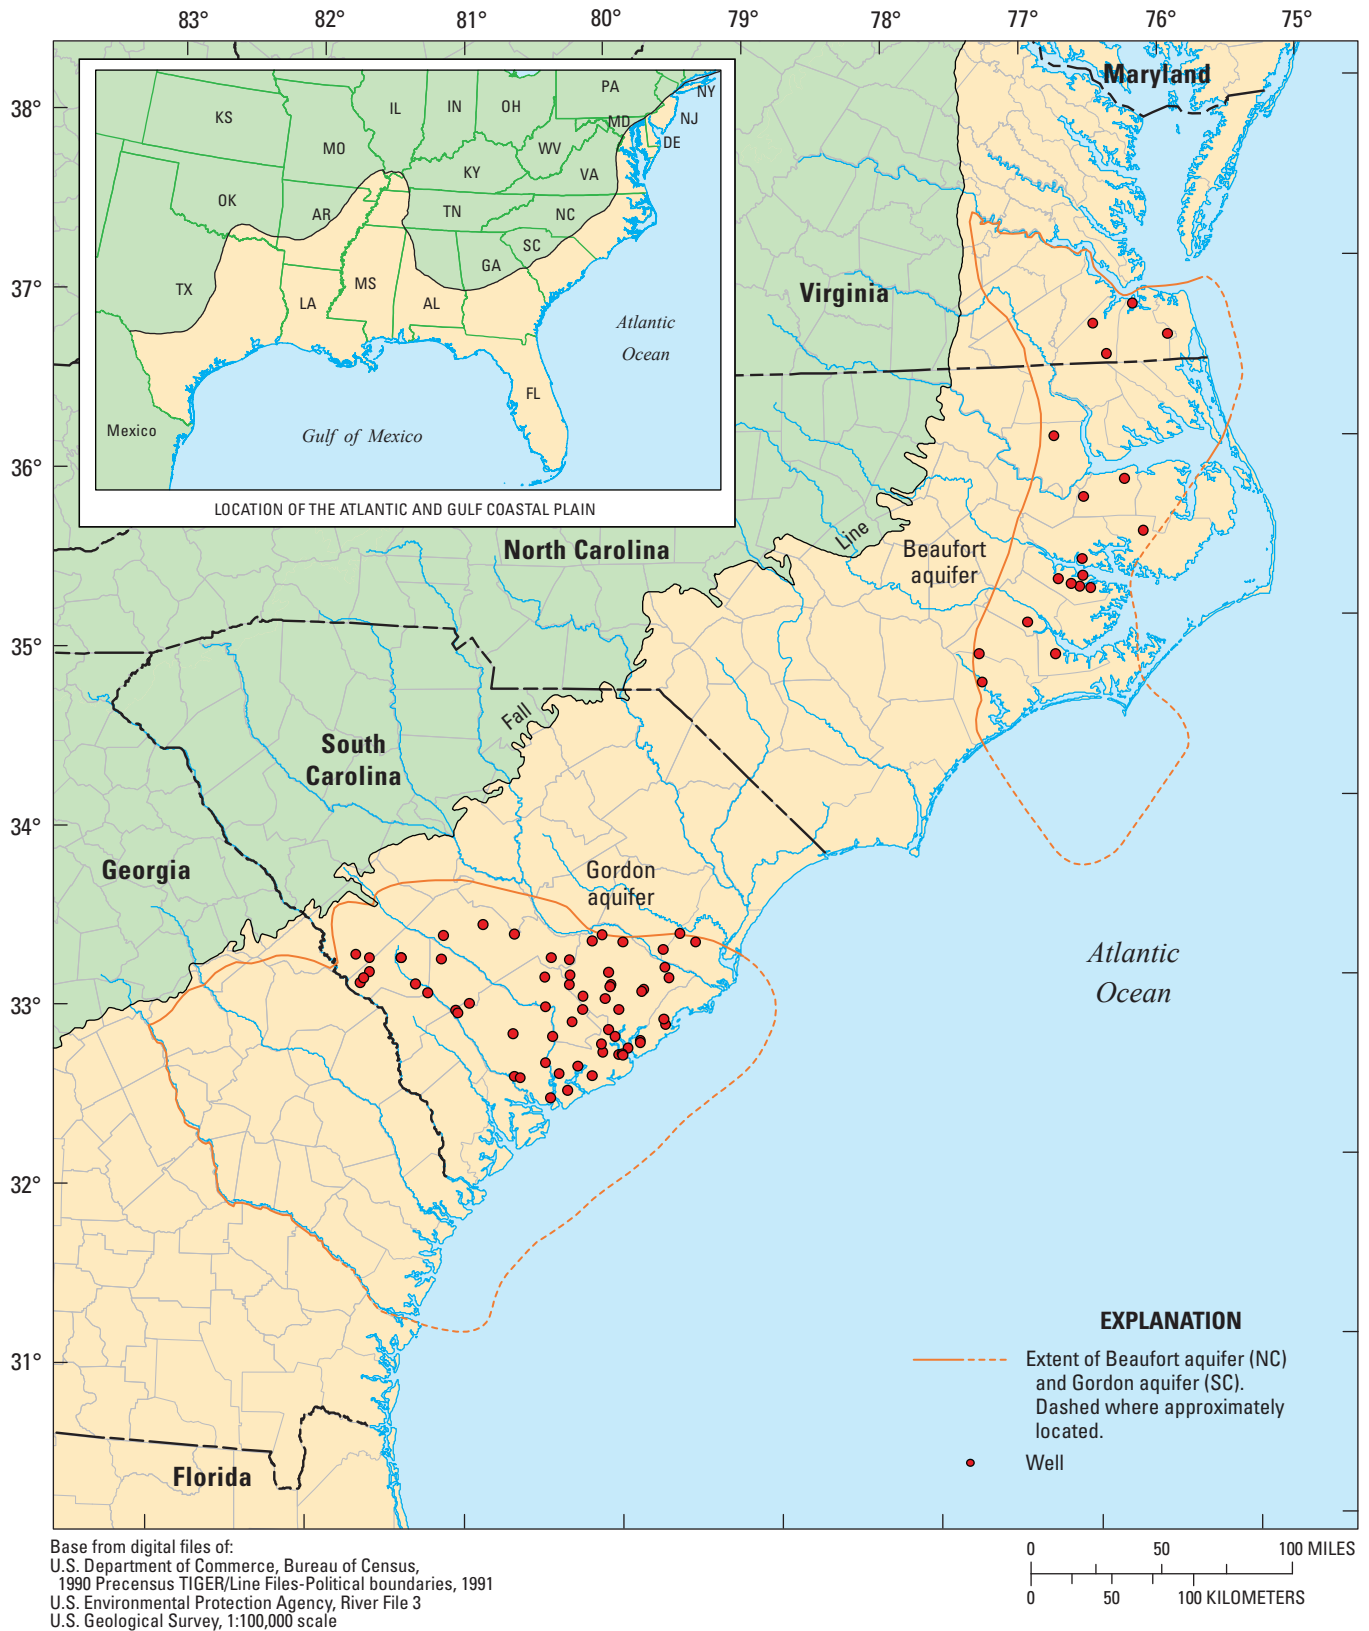 83°
82°
81°
80°
79°
78°
77°
76°
75°
38°
37°
36°
35°
34°
33°
32°
31°
KS
MO
IL
IN
OH
PA
NY
NJ
MD
DE
WV
VA
KY
OK
AR
TN
NC
SC
GA
TX
LA
MS
AL
FL
Mexico
Gulf of Mexico
Atlantic
Ocean
LOCATION OF THE ATLANTIC AND GULF COASTAL PLAIN
Maryland
Virginia
North Carolina
Line
Beaufort
aquifer
Fall
South
Carolina
Georgia
Gordon
aquifer
Atlantic
Ocean
Florida
EXPLANATION
Extent of Beaufort aquifer (NC)
and Gordon aquifer (SC).
Dashed where approximately
located.
Well
Base from digital files of:
U.S. Department of Commerce, Bureau of Census,
1990 Precensus TIGER/Line Files-Political boundaries, 1991
U.S. Environmental Protection Agency, River File 3
U.S. Geological Survey, 1:100,000 scale
0 50 100 MILES
0 50 100 KILOMETERS